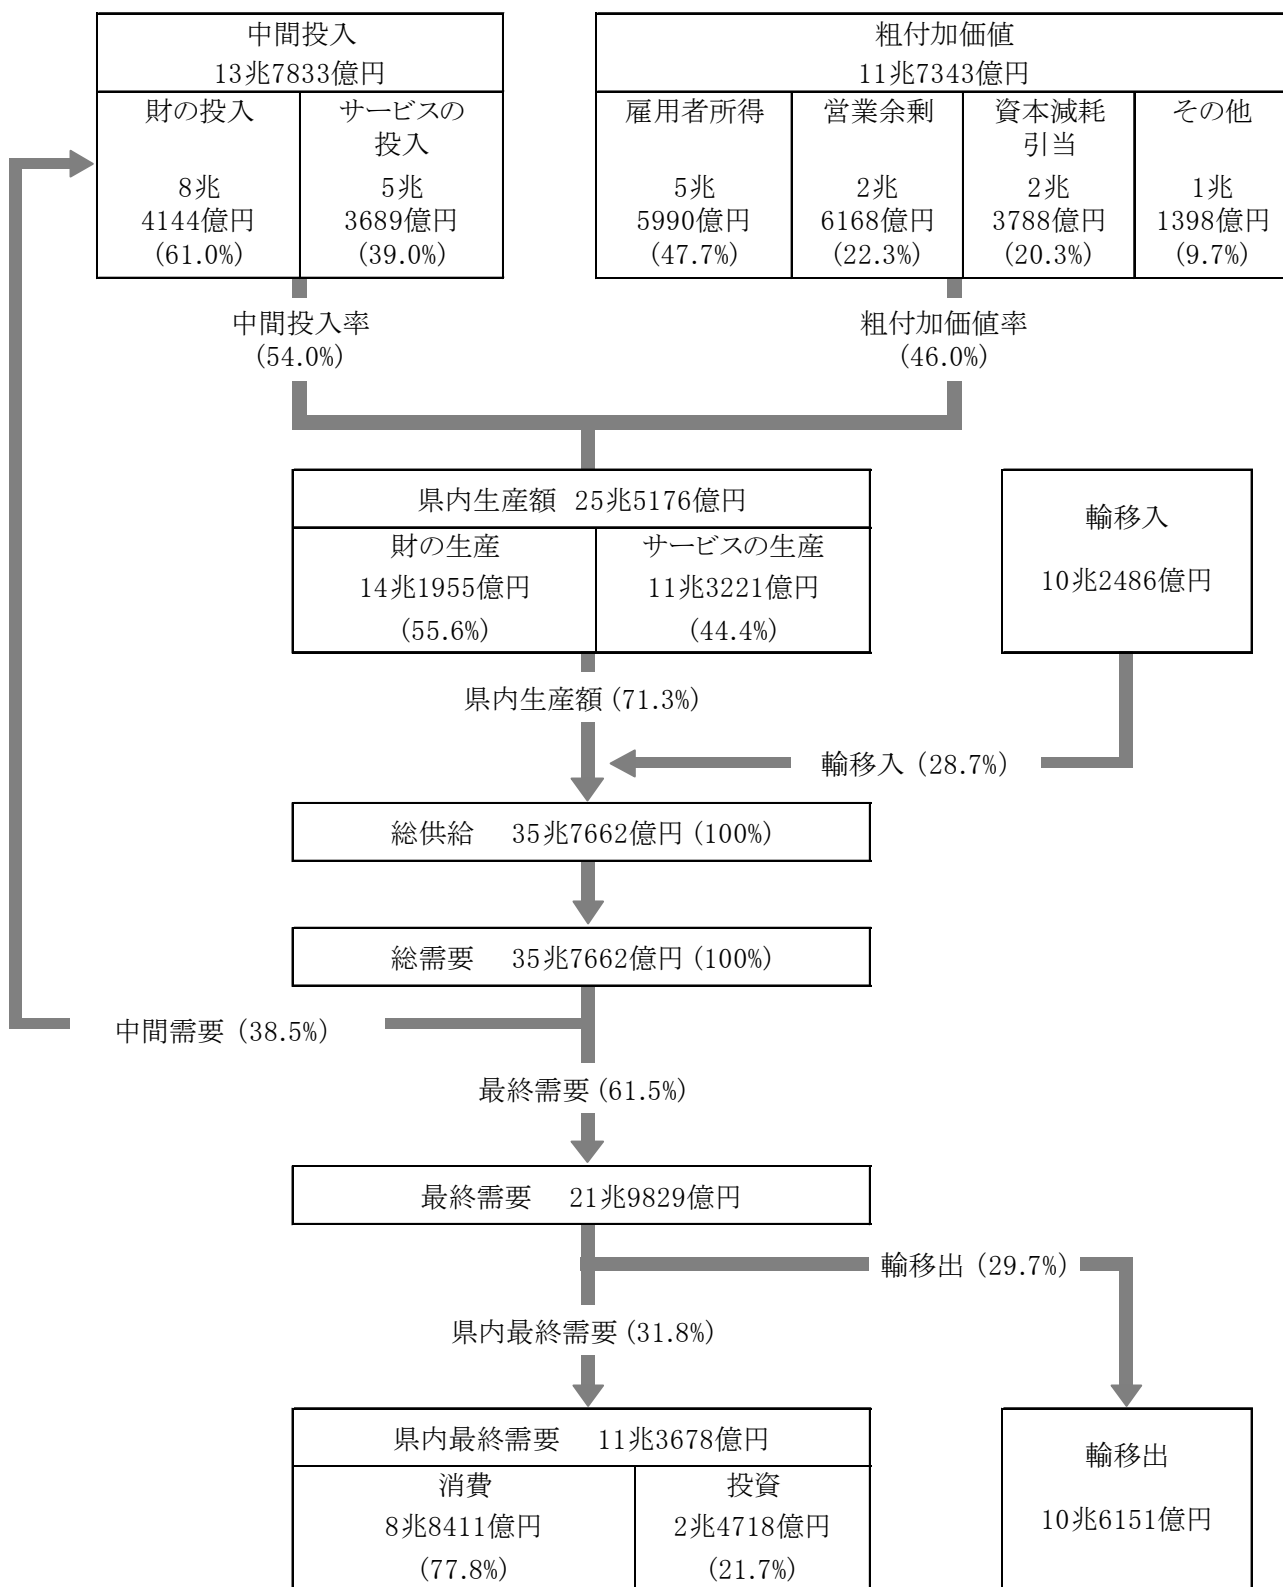 中間投入
13兆7833億円
財の投入
8兆
4144億円
(61.0%)
サービスの
投入
5兆
3689億円
(39.0%)
粗付加価値
11兆7343億円
雇用者所得
5兆
5990億円
(47.7%)
営業余剰
2兆
6168億円
(22.3%)
資本減耗
引当
2兆
3788億円
(20.3%)
その他
1兆
1398億円
(9.7%)
中間投入率
(54.0%)
粗付加価値率
(46.0%)
県内生産額 25兆5176億円
財の生産
14兆1955億円
(55.6%)
サービスの生産
11兆3221億円
(44.4%)
輸移入
10兆2486億円
県内生産額 (71.3%)
輸移入 (28.7%)
総供給 35兆7662億円 (100%)
総需要 35兆7662億円 (100%)
中間需要 (38.5%)
最終需要 (61.5%)
最終需要 21兆9829億円
輸移出 (29.7%)
県内最終需要 (31.8%)
県内最終需要 11兆3678億円
消費
8兆8411億円
(77.8%)
投資
2兆4718億円
(21.7%)
輸移出
10兆6151億円